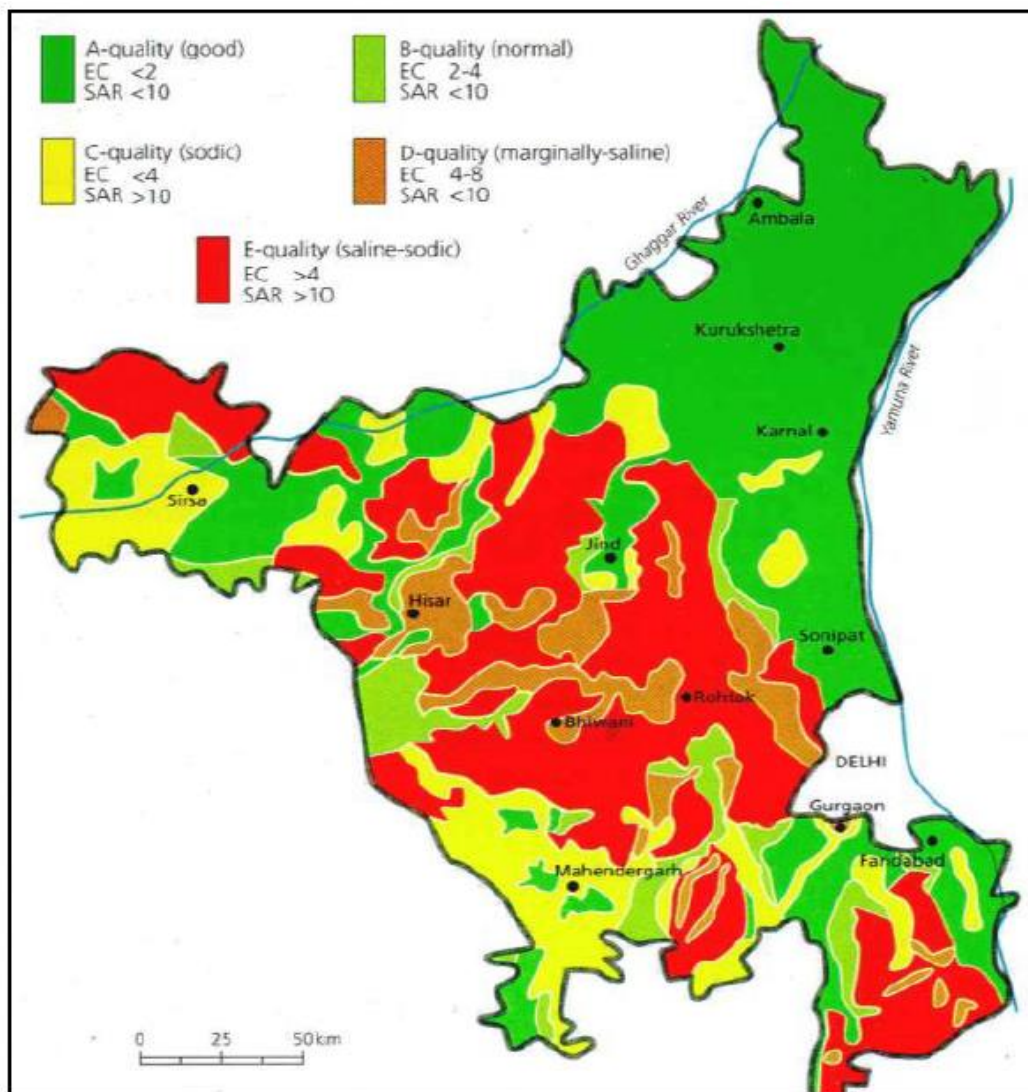 A-quality (good)
EC <2
SAR <10
B-quality (normal)
EC 2-4
SAR <10
C-quality (sodic)
EC <4
SAR >10
D-quality (marginally-saline)
EC 4-8
SAR <10
E-quality (saline-sodic)
EC >4
SAR >10
Ghaggar River
Ambala
Kurukshetra
Yamuna River
Karnal
Sirsa
Jind
Hisar
Sonipat
Rohtak
Bhiwani
DELHI
Gurgaon
Faridabad
Mahendergarh
0 25 50 km